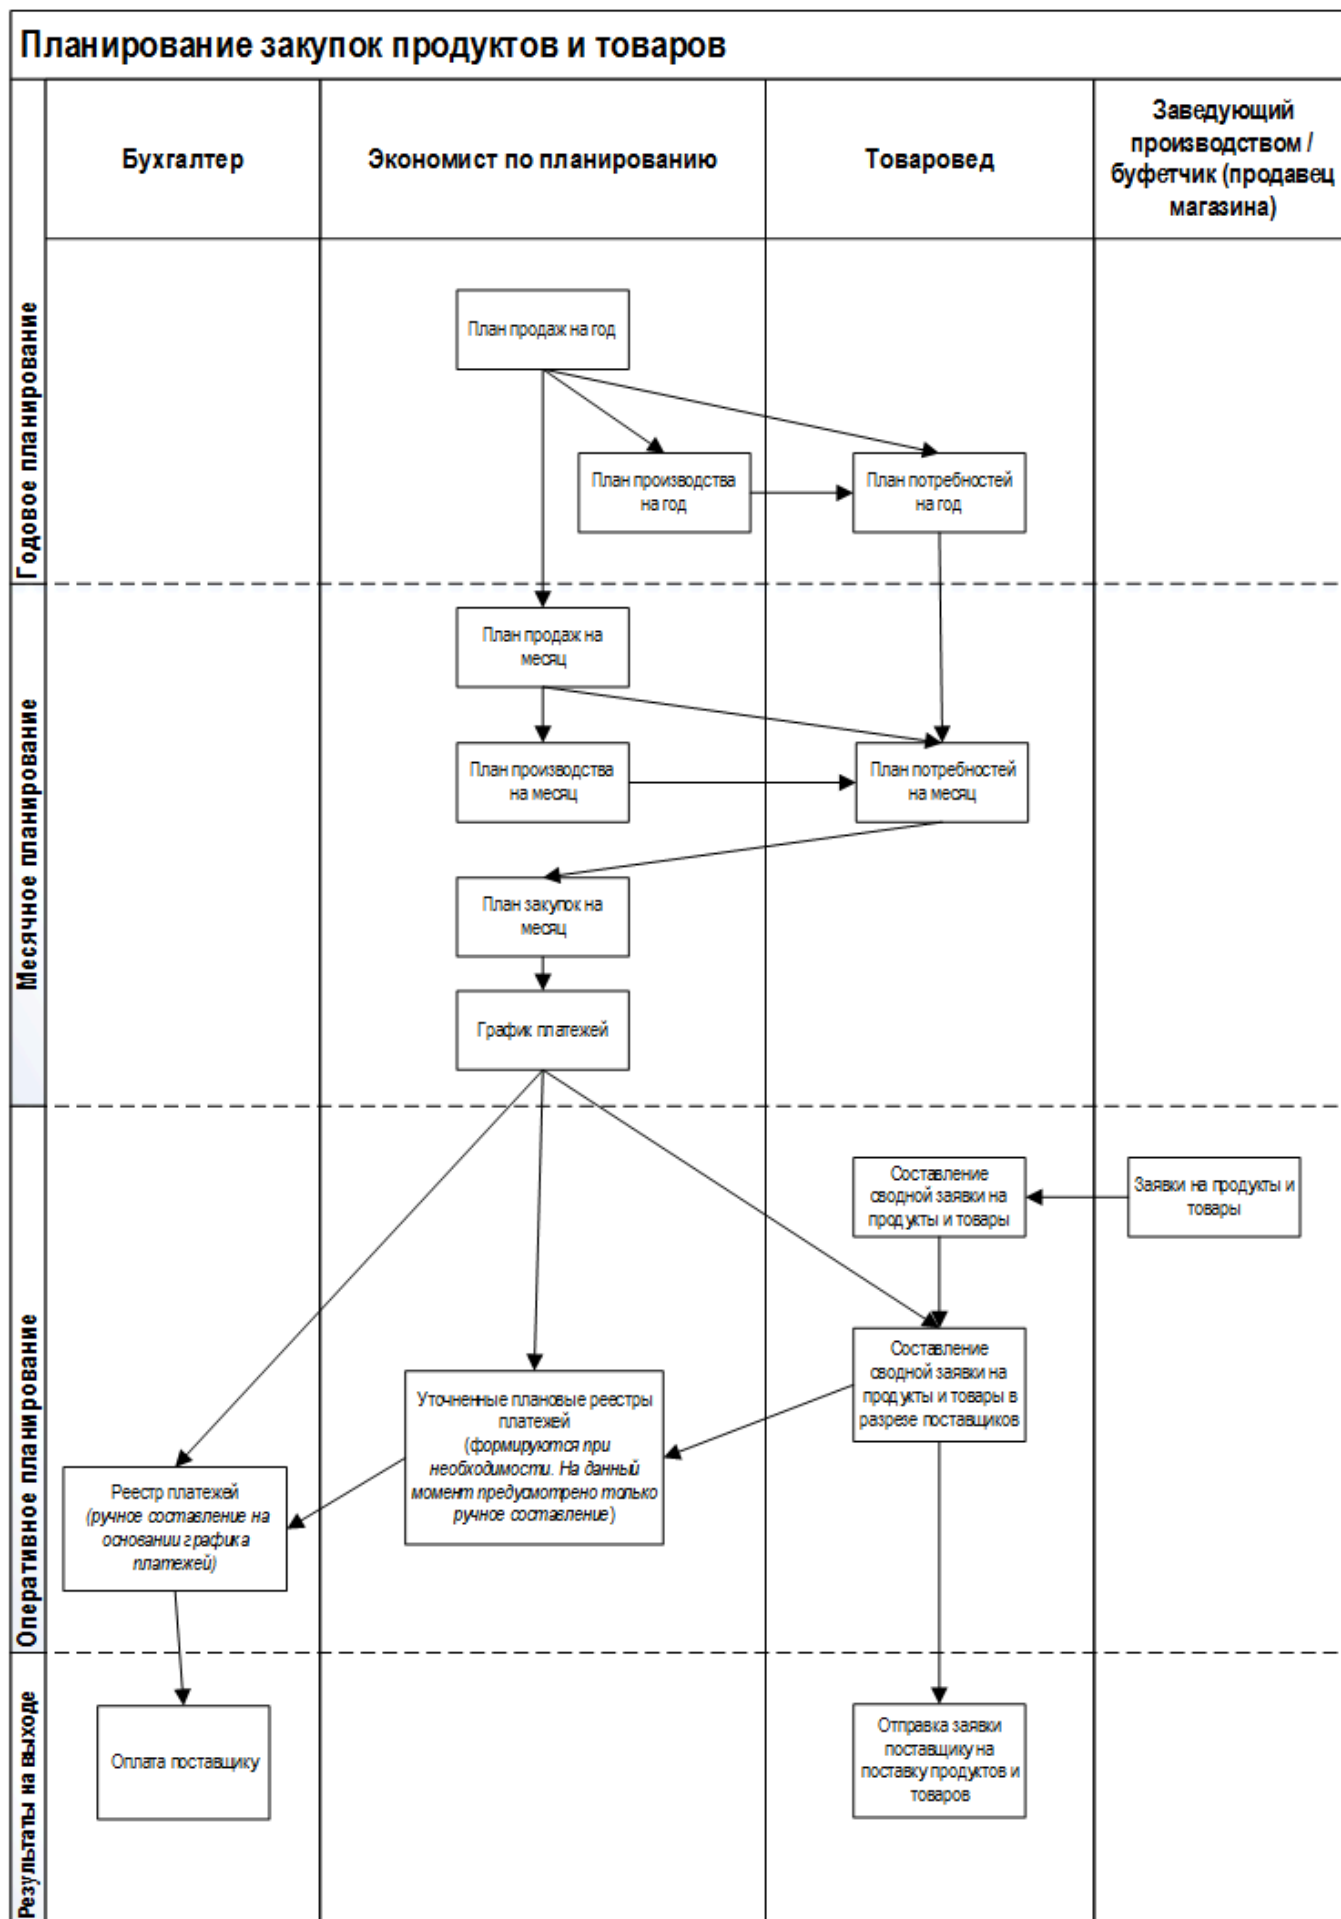 Планирование закупок продуктов и товаров
Бухгалтер
Экономист по планированию
Товаровед
Заведующий
производством /
буфетчик (продавец
магазина)
Годовое планирование
План продаж на год
План производства
на год
План потребностей
на год
Месячное планирование
План продаж на
месяц
План производства
на месяц
План потребностей
на месяц
План закупок на
месяц
График платежей
Оперативное планирование
Составление
сводной заявки на
продукты и товары
Заявки на продукты и
товары
Составление
сводной заявки на
продукты и товары в
разрезе поставщиков
Уточненные плановые реестры
платежей
(формируются при
необходимости. На данный
момент предусмотрено только
ручное составление)
Реестр платежей
(ручное составление на
основании графика
платежей)
Результаты на выходе
Оплата поставщику
Отправка заявки
поставщику на
поставку продуктов и
товаров